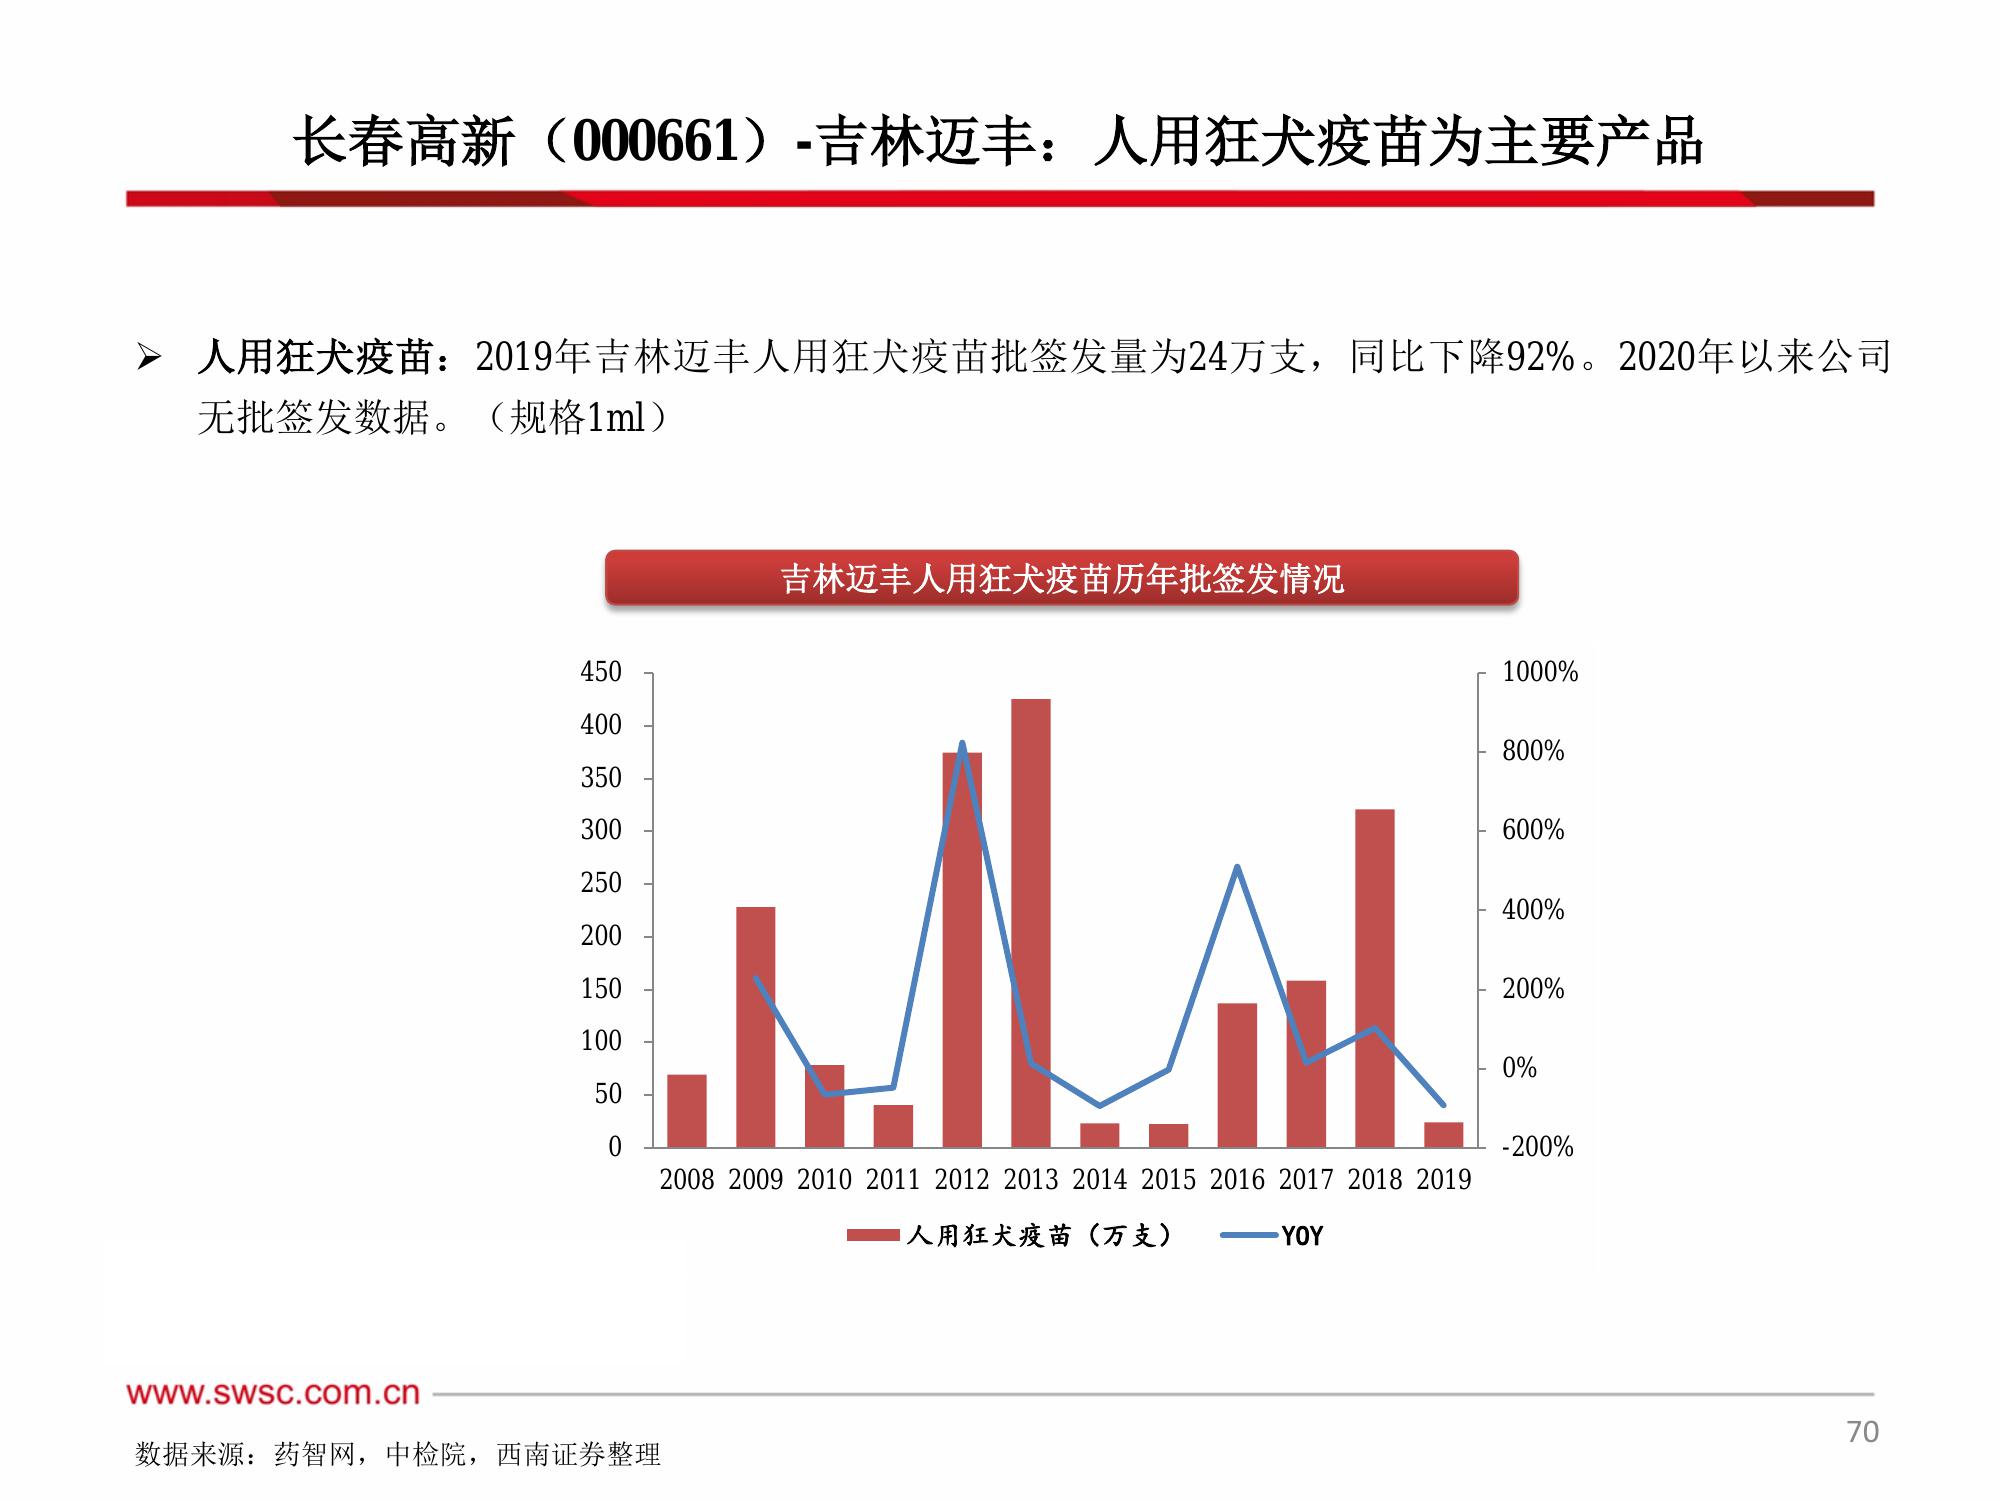 长春高新（000661）-吉林迈丰：人用狂犬疫苗为主要产品
➢ 人用狂犬疫苗：2019年吉林迈丰人用狂犬疫苗批签发量为24万支，同比下降92%。2020年以来公司
无批签发数据。（规格1ml）
吉林迈丰人用狂犬疫苗历年批签发情况
450 1000%
400
350 800%
300 600%
250
200 400%
150 200%
100
50 0%
0 -200%
2008 2009 2010 2011 2012 2013 2014 2015 2016 2017 2018 2019
人用狂犬疫苗（万支） YOY
www.swsc.com.cn
70
数据来源：药智网，中检院，西南证券整理